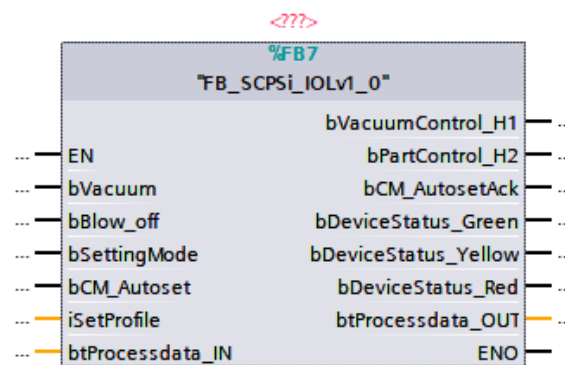 <???>
%FB7
"FB_SCPSi_IOLv1_0"
bVacuumControl_H1 ...
... EN bPartControl_H2 ...
... bVacuum bCM_AutosetAck ...
... bBlow_off bDeviceStatus_Green ...
... bSettingMode bDeviceStatus_Yellow ...
... bCM_Autoset bDeviceStatus_Red ...
... iSetProfile btProcessdata_OUT ...
... btProcessdata_IN ENO